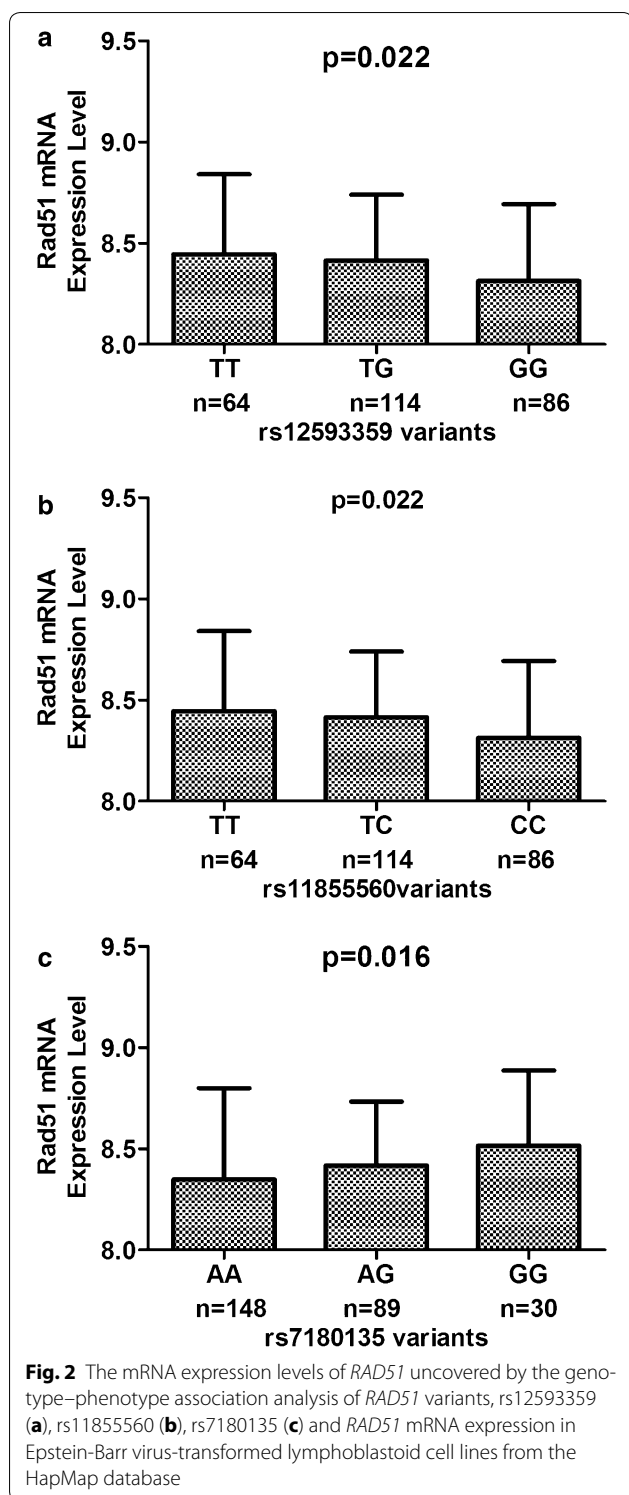 a
9.5
p=0.022
9.0
8.5
8.0
Rad51 mRNA
Expression Level
TT TG GG
n=64 n=114 n=86
rs12593359 variants
b
9.5
p=0.022
9.0
8.5
8.0
Rad51 mRNA
Expression Level
TT TC CC
n=64 n=114 n=86
rs11855560variants
c
9.5
p=0.016
9.0
8.5
8.0
Rad51 mRNA
Expression Level
AA AG GG
n=148 n=89 n=30
rs7180135 variants
Fig. 2 The mRNA expression levels of RAD51 uncovered by the geno-
type–phenotype association analysis of RAD51 variants, rs12593359
(a), rs11855560 (b), rs7180135 (c) and RAD51 mRNA expression in
Epstein-Barr virus-transformed lymphoblastoid cell lines from the
HapMap database